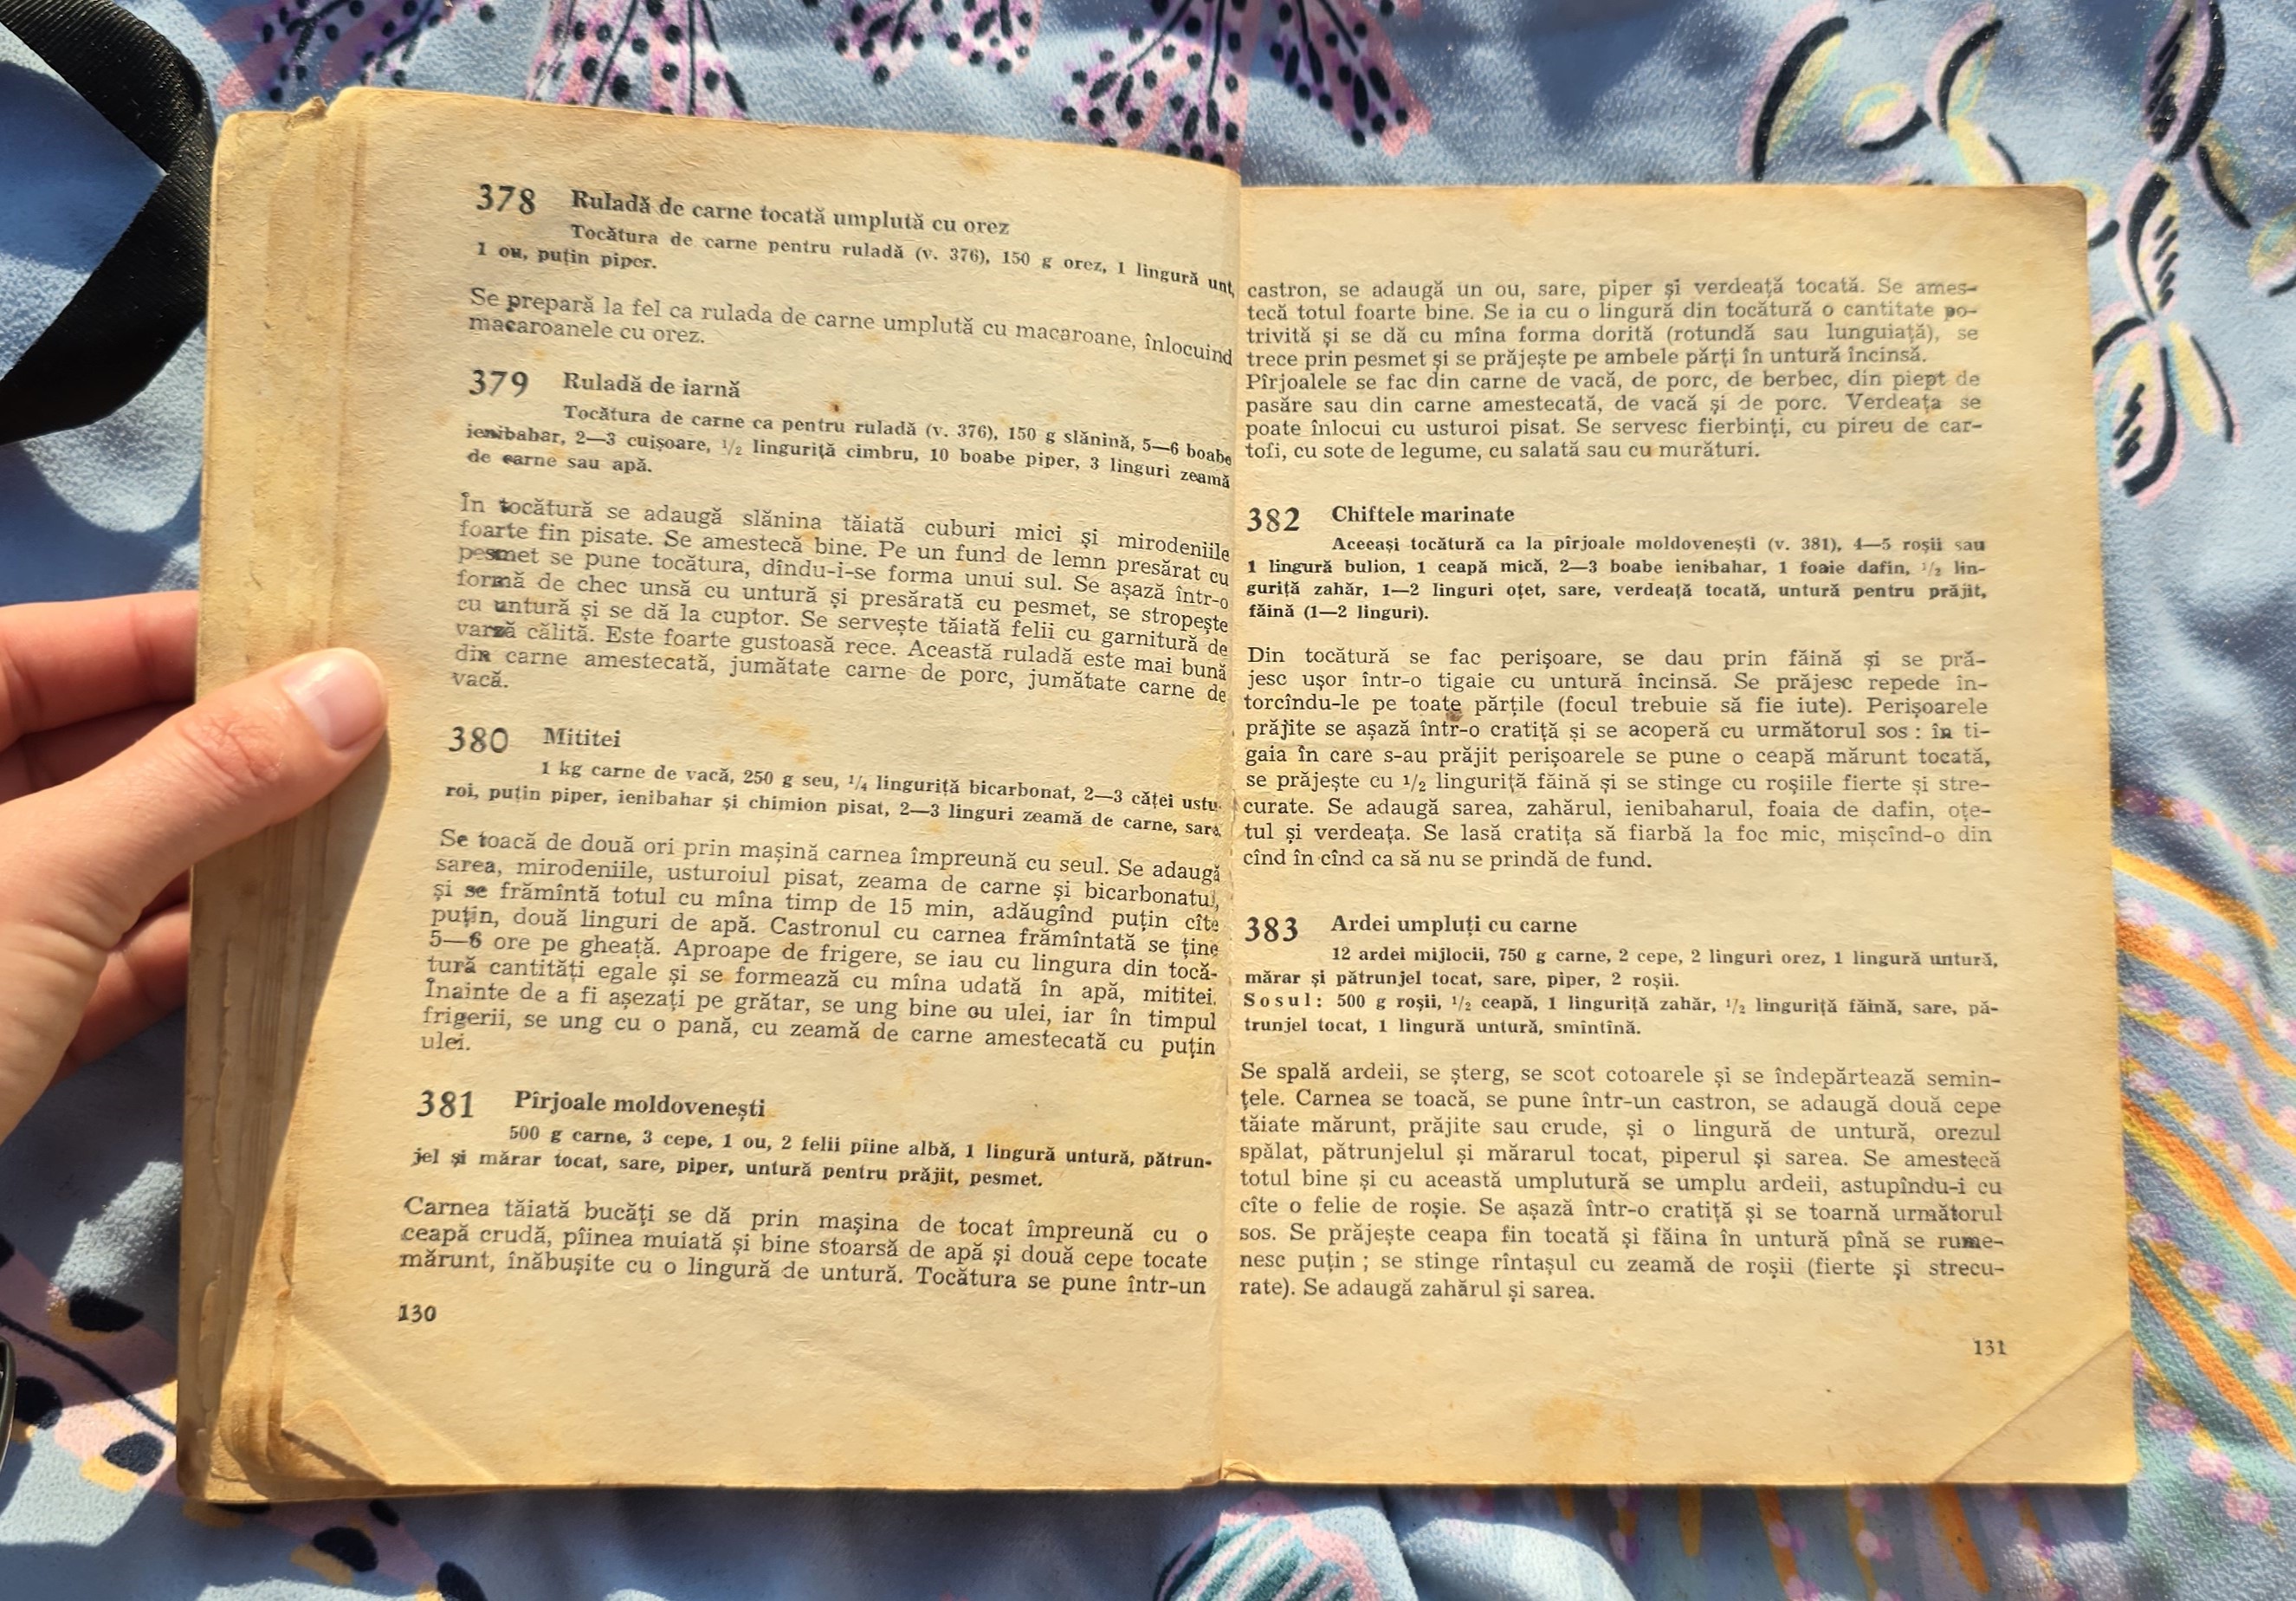 378 Ruladă de carne tocată umplută cu orez
Tocătura de carne pentru ruladă (v. 376), 150 g orez, 1 lingură unt,
1 ou, puțin piper.
Se prepară la fel ca rulada de carne umplută cu macaroane, înlocuind
macaroanele cu orez.
379 Ruladă de iarnă
Tocătura de carne ca pentru ruladă (v. 376), 150 g slănină, 5—6 boabe
ienibahar, 2—3 cuișoare, 1/2 linguriță cimbru, 10 boabe piper, 3 linguri zeamă
de carne sau apă.
În tocătură se adaugă slănina tăiată cuburi mici și mirodeniile
foarte fin pisate. Se amestecă bine. Pe un fund de lemn presărat cu
pesmet se pune tocătura, dîndu-i-se forma unui sul. Se așază într-o
formă de chec unsă cu untură și presărată cu pesmet, se stropește
cu untură și se dă la cuptor. Se servește tăiată felii cu garnitură de
varză călită. Este foarte gustoasă rece. Această ruladă este mai bună
din carne amestecată, jumătate carne de porc, jumătate carne de
vacă.
380 Mititei
1 kg carne de vacă, 250 g seu, 1/4 linguriță bicarbonat, 2—3 căței ustu-
roi, puțin piper, ienibahar și chimion pisat, 2—3 linguri zeamă de carne, sare.
Se toacă de două ori prin mașină carnea împreună cu seul. Se adaugă
sarea, mirodeniile, usturoiul pisat, zeama de carne și bicarbonatul,
și se frămîntă totul cu mîna timp de 15 min, adăugînd puțin cîte
puțin, două linguri de apă. Castronul cu carnea frămîntată se ține
5—6 ore pe gheață. Aproape de frigere, se iau cu lingura din tocă-
tură cantități egale și se formează cu mîna udată în apă, mititei.
Înainte de a fi așezați pe grătar, se ung bine cu ulei, iar în timpul
frigerii, se ung cu o pană, cu zeamă de carne amestecată cu puțin
ulei.
381 Pîrjoale moldovenești
500 g carne, 3 cepe, 1 ou, 2 felii pîine albă, 1 lingură untură, pătrun-
jel și mărar tocat, sare, piper, untură pentru prăjit, pesmet.
Carnea tăiată bucăți se dă prin mașina de tocat împreună cu o
ceapă crudă, pîinea muiată și bine stoarsă de apă și două cepe tocate
mărunt, înăbușite cu o lingură de untură. Tocătura se pune într-un
130
castron, se adaugă un ou, sare, piper și verdeață tocată. Se ames-
tecă totul foarte bine. Se ia cu o lingură din tocătură o cantitate po-
trivită și se dă cu mîna forma dorită (rotundă sau lunguiață), se
trece prin pesmet și se prăjește pe ambele părți în untură încinsă.
Pîrjoalele se fac din carne de vacă, de porc, de berbec, din piept de
pasăre sau din carne amestecată, de vacă și de porc. Verdeața se
poate înlocui cu usturoi pisat. Se servesc fierbinți, cu pireu de car-
tofi, cu sote de legume, cu salată sau cu murături.
382 Chiftele marinate
Aceeași tocătură ca la pîrjoale moldovenești (v. 381), 4—5 roșii sau
1 lingură bulion, 1 ceapă mică, 2—3 boabe ienibahar, 1 foaie dafin, 1/2 lin-
guriță zahăr, 1—2 linguri oțet, sare, verdeață tocată, untură pentru prăjit,
făină (1—2 linguri).
Din tocătură se fac perișoare, se dau prin făină și se pră-
jesc ușor într-o tigaie cu untură încinsă. Se prăjesc repede în-
torcîndu-le pe toate părțile (focul trebuie să fie iute). Perișoarele
prăjite se așază într-o cratiță și se acoperă cu următorul sos : în ti-
gaia în care s-au prăjit perișoarele se pune o ceapă mărunt tocată,
se prăjește cu 1/2 linguriță făină și se stinge cu roșiile fierte și stre-
curate. Se adaugă sarea, zahărul, ienibaharul, foaia de dafin, oțe-
tul și verdeața. Se lasă cratița să fiarbă la foc mic, mișcînd-o din
cînd în cînd ca să nu se prindă de fund.
383 Ardei umpluți cu carne
12 ardei mijlocii, 750 g carne, 2 cepe, 2 linguri orez, 1 lingură untură,
mărar și pătrunjel tocat, sare, piper, 2 roșii.
Sosul: 500 g roșii, 1/2 ceapă, 1 linguriță zahăr, 1/2 linguriță făină, sare, pă-
trunjel tocat, 1 lingură untură, smîntînă.
Se spală ardeii, se șterg, se scot cotoarele și se îndepărtează semin-
țele. Carnea se toacă, se pune într-un castron, se adaugă două cepe
tăiate mărunt, prăjite sau crude, și o lingură de untură, orezul
spălat, pătrunjelul și mărarul tocat, piperul și sarea. Se amestecă
totul bine și cu această umplutură se umplu ardeii, astupîndu-i cu
cîte o felie de roșie. Se așază într-o cratiță și se toarnă următorul
sos. Se prăjește ceapa fin tocată și făina în untură pînă se rume-
nesc puțin ; se stinge rîntașul cu zeamă de roșii (fierte și strecu-
rate). Se adaugă zahărul și sarea.
131